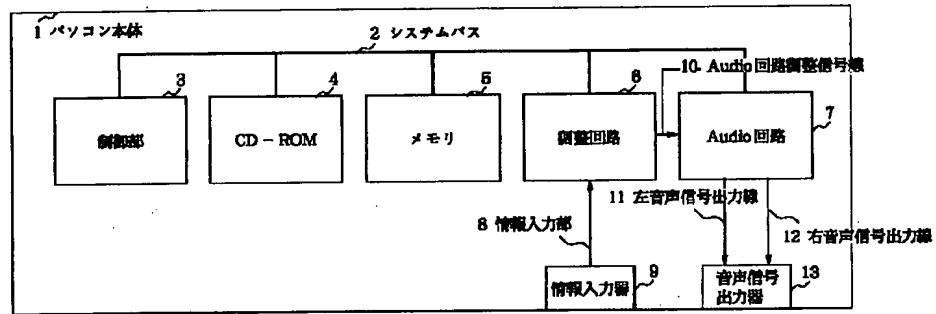 1 パソコン本体
2 システムバス
3
制御部
4
CD-ROM
5
メモリ
6
調整回路
10. Audio回路調整信号線
7
Audio回路
11 左音声信号出力線
12 右音声信号出力線
8 情報入力部
9
情報入力器
13
音声信号
出力器